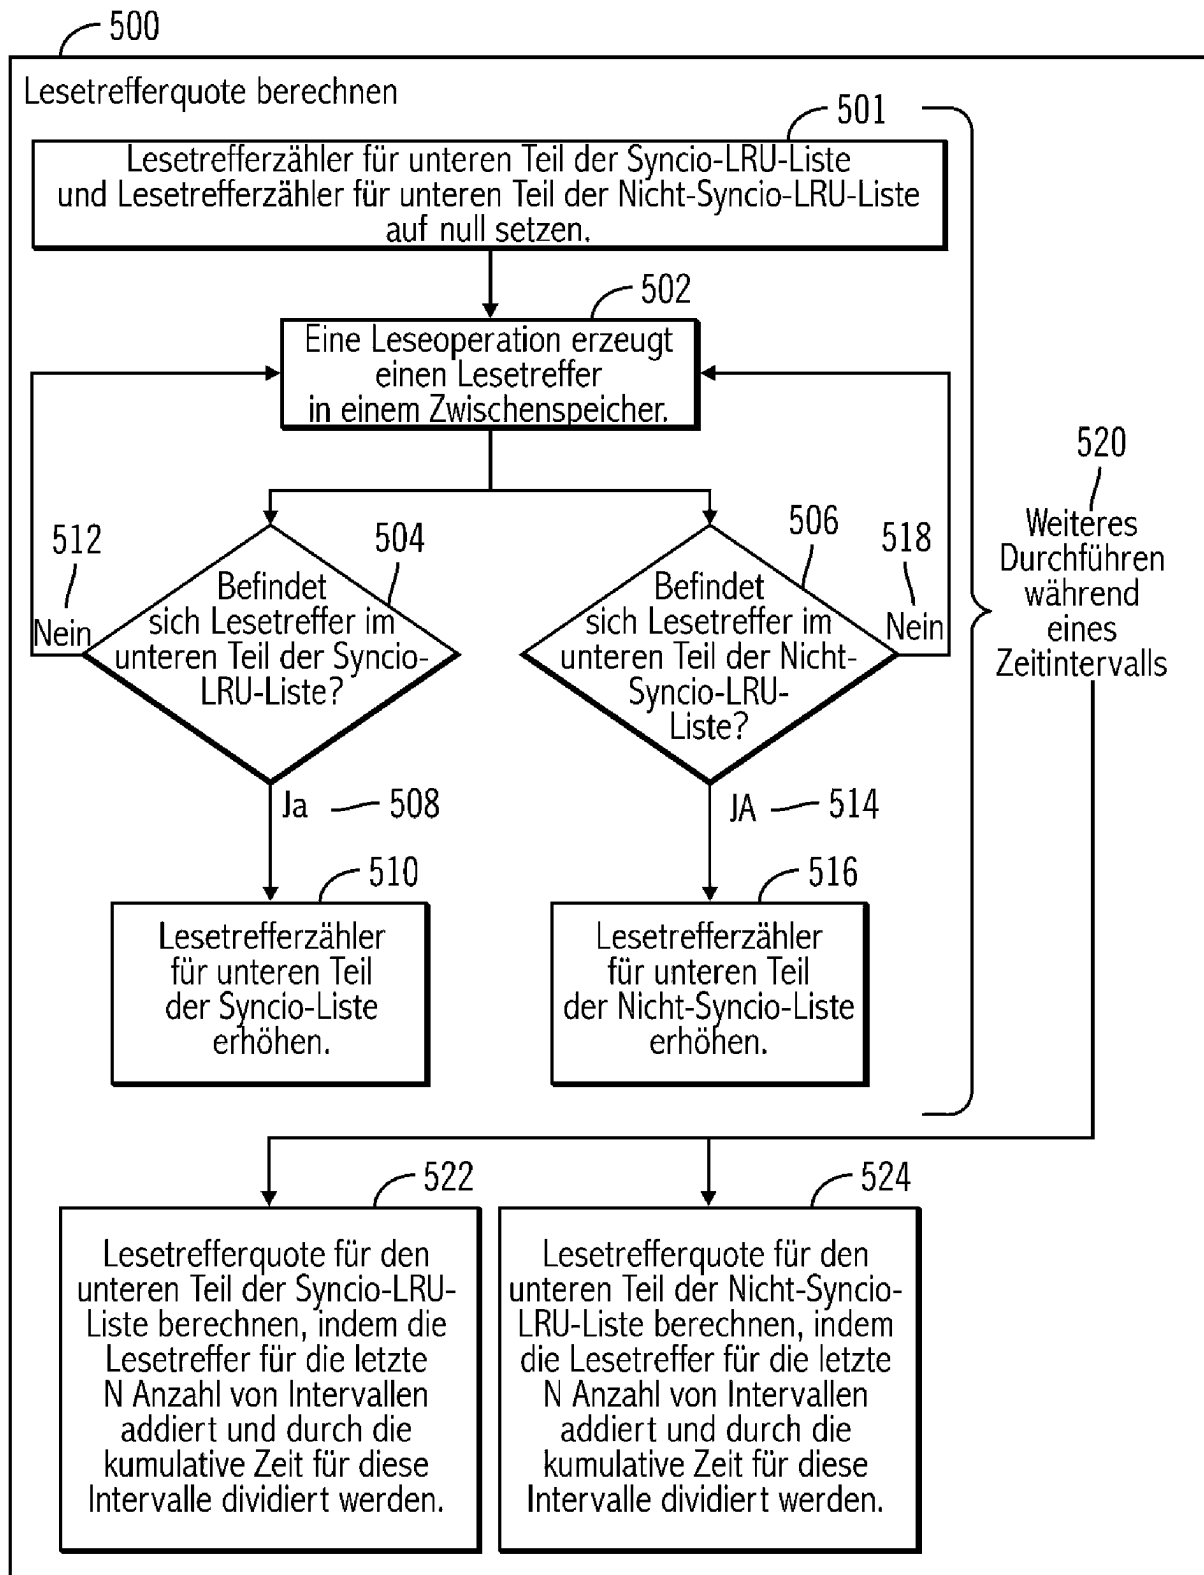 500
Lesetrefferquote berechnen
501
Lesetrefferzähler für unteren Teil der Syncio-LRU-Liste
und Lesetrefferzähler für unteren Teil der Nicht-Syncio-LRU-Liste
auf null setzen.
502
Eine Leseoperation erzeugt
einen Lesetreffer
in einem Zwischenspeicher.
512
Nein
504
Befindet
sich Lesetreffer im
unteren Teil der Syncio-
LRU-Liste?
506
Befindet
sich Lesetreffer im
unteren Teil der Nicht-
Syncio-LRU-
Liste?
518
Nein
520
Weiteres
Durchführen
während
eines
Zeitintervalls
Ja
508
JA
514
510
Lesetrefferzähler
für unteren Teil
der Syncio-Liste
erhöhen.
516
Lesetrefferzähler
für unteren Teil
der Nicht-Syncio-Liste
erhöhen.
522
Lesetrefferquote für den
unteren Teil der Syncio-LRU-
Liste berechnen, indem die
Lesetreffer für die letzte
N Anzahl von Intervallen
addiert und durch die
kumulative Zeit für diese
Intervalle dividiert werden.
524
Lesetrefferquote für den
unteren Teil der Nicht-Syncio-
LRU-Liste berechnen, indem
die Lesetreffer für die letzte
N Anzahl von Intervallen
addiert und durch die
kumulative Zeit für diese
Intervalle dividiert werden.